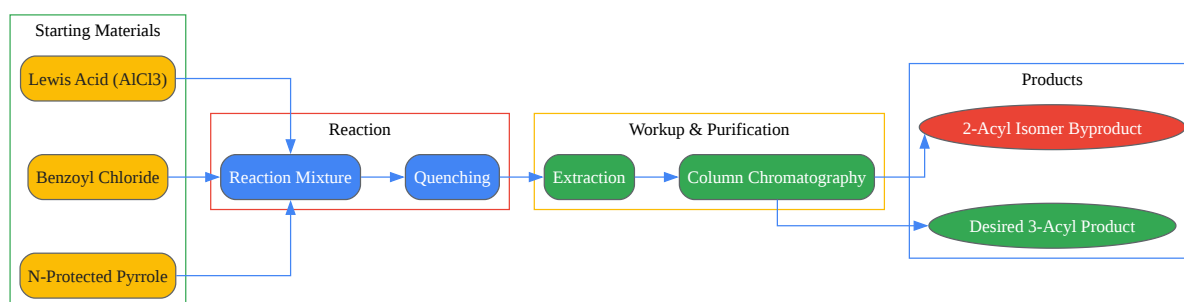 Starting Materials
Lewis Acid (AlCl3)
Benzoyl Chloride
N-Protected Pyrrole
Reaction
Reaction Mixture
Quenching
Workup & Purification
Extraction
Column Chromatography
Products
2-Acyl Isomer Byproduct
Desired 3-Acyl Product